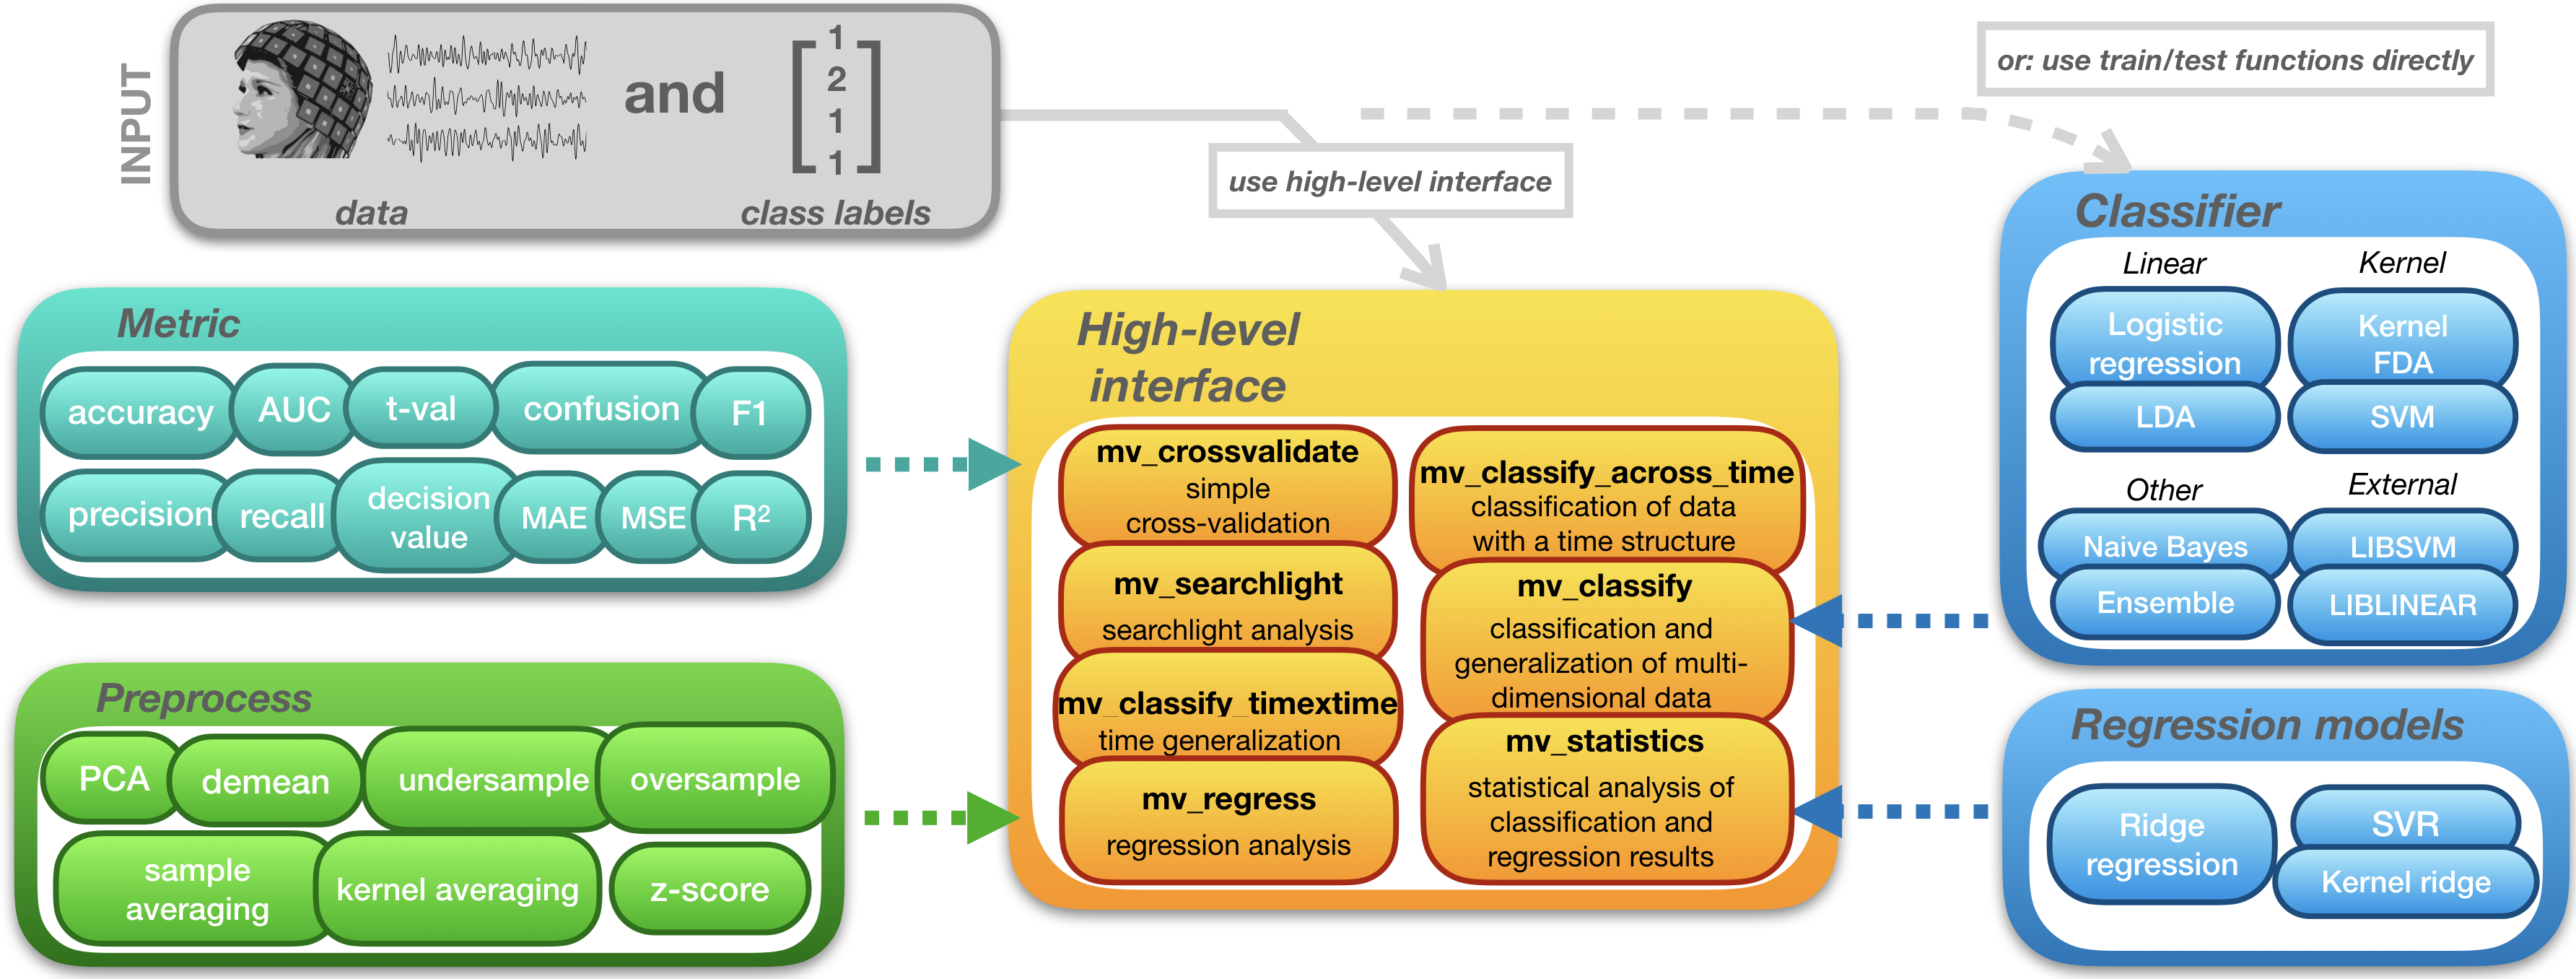 INPUT
and
1
2
1
1
data
class labels
or: use train/test functions directly
use high-level interface
Metric
accuracy
AUC
t-val
confusion
F1
precision
recall
decision
value
MAE
MSE
R²
Preprocess
PCA
demean
undersample
oversample
sample
averaging
kernel averaging
z-score
High-level
interface
mv_crossvalidate
simple
cross-validation
mv_searchlight
searchlight analysis
mv_classify_timextime
time generalization
mv_regress
regression analysis
mv_classify_across_time
classification of data
with a time structure
mv_classify
classification and
generalization of multi-
dimensional data
mv_statistics
statistical analysis of
classification and
regression results
Classifier
Linear
Logistic
regression
LDA
Kernel
Kernel
FDA
SVM
Other
Naive Bayes
Ensemble
External
LIBSVM
LIBLINEAR
Regression models
Ridge
regression
SVR
Kernel ridge